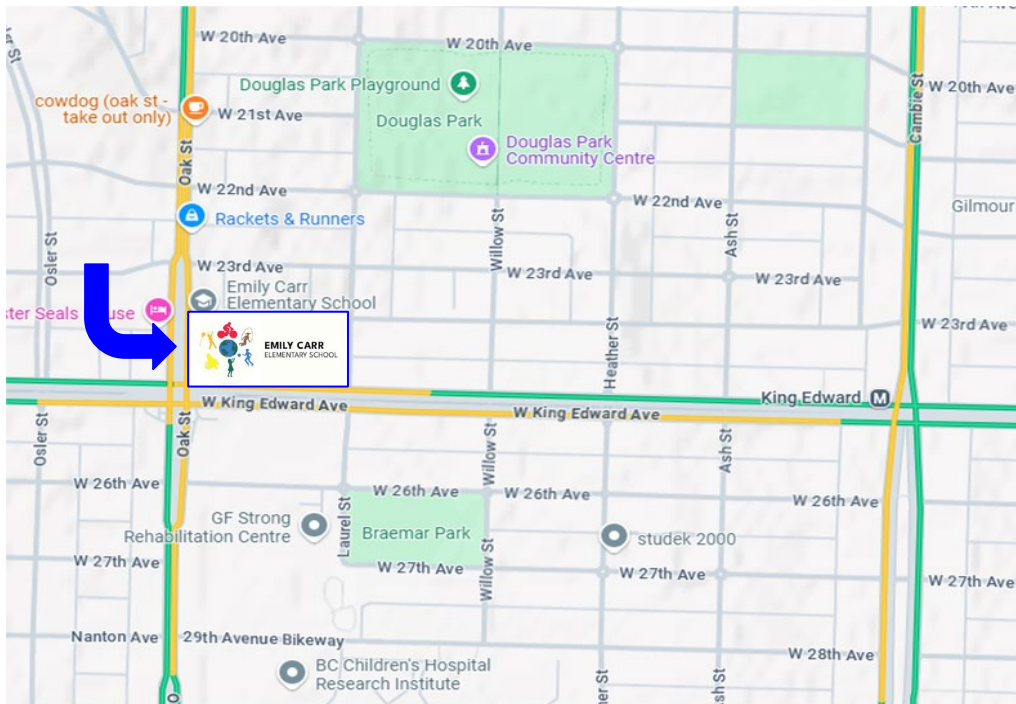 W 20th Ave
W 20th Ave
Douglas Park Playground
W 20th Ave
Cambie St
cowdog (oak st -
take out only)
W 21st Ave
Douglas Park
Douglas Park
Community Centre
Oak St
W 22nd Ave
W 22nd Ave
Gilmour
Rackets & Runners
Osler St
Willow St
Ash St
W 23rd Ave
W 23rd Ave
W 23rd Ave
Emily Carr
Elementary School
W 23rd Ave
EMILY CARR
ELEMENTARY SCHOOL
Heather St
King Edward
M
W King Edward Ave
W King Edward Ave
Osler St
Oak St
Willow St
Ash St
W 26th Ave
W 26th Ave
W 26th Ave
W 26th Ave
GF Strong
Rehabilitation Centre
Laurel St
Braemar Park
studek 2000
W 27th Ave
W 27th Ave
Willow St
W 27th Ave
W 27th Ave
Nanton Ave
29th Avenue Bikeway
W 28th Ave
BC Children's Hospital
Research Institute